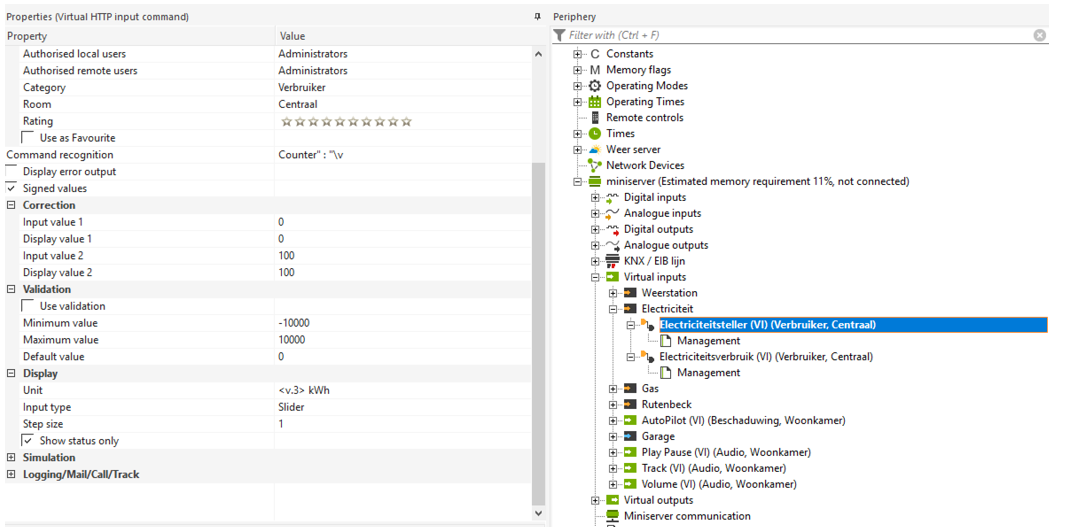 Properties (Virtual HTTP input command)
Property Value
Authorised local users Administrators
Authorised remote users Administrators
Category Verbruiker
Room Centraal
Rating
Use as Favourite
Command recognition Counter" : "\v
Display error output
Signed values
Correction
Input value 1 0
Display value 1 0
Input value 2 100
Display value 2 100
Validation
Use validation
Minimum value -10000
Maximum value 10000
Default value 0
Display
Unit <v.3> kWh
Input type Slider
Step size 1
Show status only
Simulation
Logging/Mail/Call/Track
Periphery
Filter with (Ctrl + F)
C Constants
M Memory flags
Operating Modes
Operating Times
Remote controls
Times
Weer server
Network Devices
miniserver (Estimated memory requirement 11%, not connected)
Digital inputs
Analogue inputs
Digital outputs
Analogue outputs
KNX / EIB lijn
Virtual inputs
Weerstation
Electriciteit
Electriciteitsteller (VI) (Verbruiker, Centraal)
Management
Electriciteitsverbruik (VI) (Verbruiker, Centraal)
Management
Gas
Rutenbeck
AutoPilot (VI) (Beschaduwing, Woonkamer)
Garage
Play Pause (VI) (Audio, Woonkamer)
Track (VI) (Audio, Woonkamer)
Volume (VI) (Audio, Woonkamer)
Virtual outputs
Miniserver communication